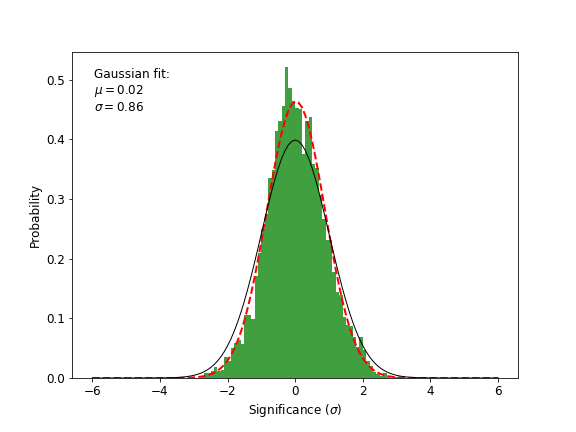 Gaussian fit:
μ = 0.02
σ = 0.86
0.5
0.4
0.3
0.2
0.1
0.0
Probability
−6
−4
−2
0
2
4
6
Significance (σ)